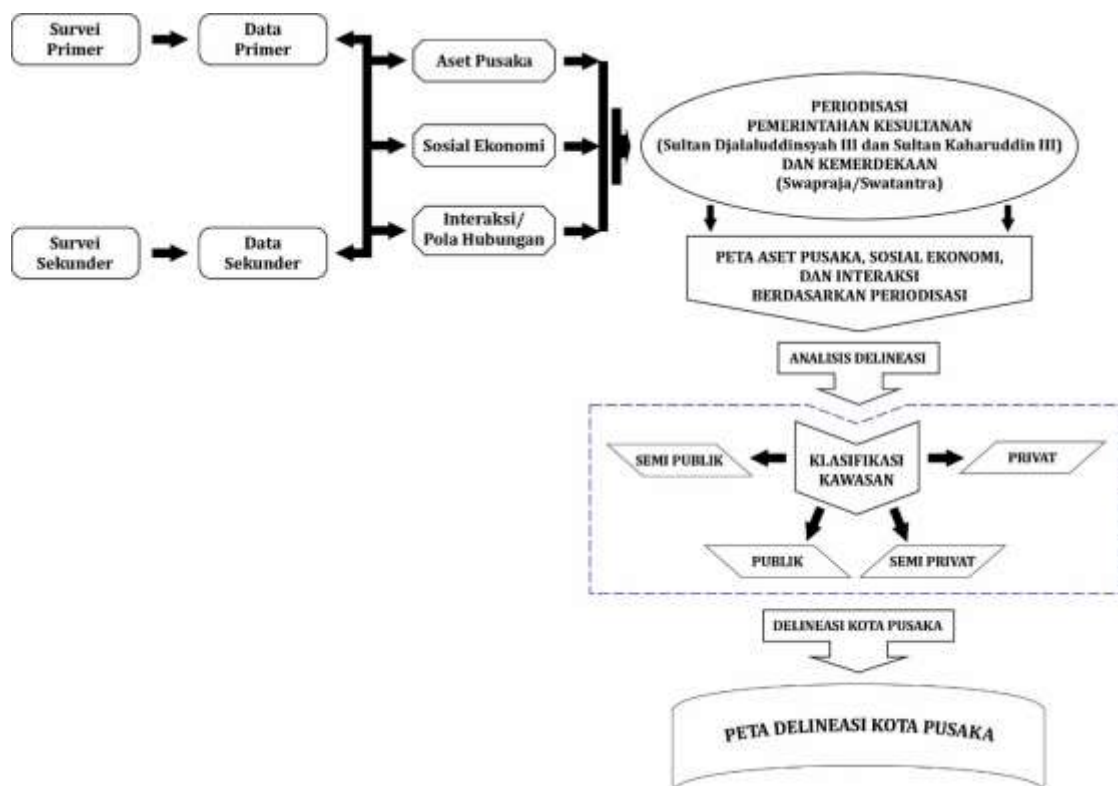 Survei
Primer
Data
Primer
Aset Pusaka
Sosial Ekonomi
Interaksi/
Pola Hubungan
Survei
Sekunder
Data
Sekunder
PERIODISASI
PEMERINTAHAN KESULTANAN
(Sultan Djalaluddinsyah III dan Sultan Kaharuddin III)
DAN KEMERDEKAAN
(Swapraja/Swatantra)
PETA ASET PUSAKA, SOSIAL EKONOMI,
DAN INTERAKSI
BERDASARKAN PERIODISASI
ANALISIS DELINEASI
SEMI PUBLIK
KLASIFIKASI
KAWASAN
PRIVAT
PUBLIK
SEMI PRIVAT
DELINEASI KOTA PUSAKA
PETA DELINEASI KOTA PUSAKA